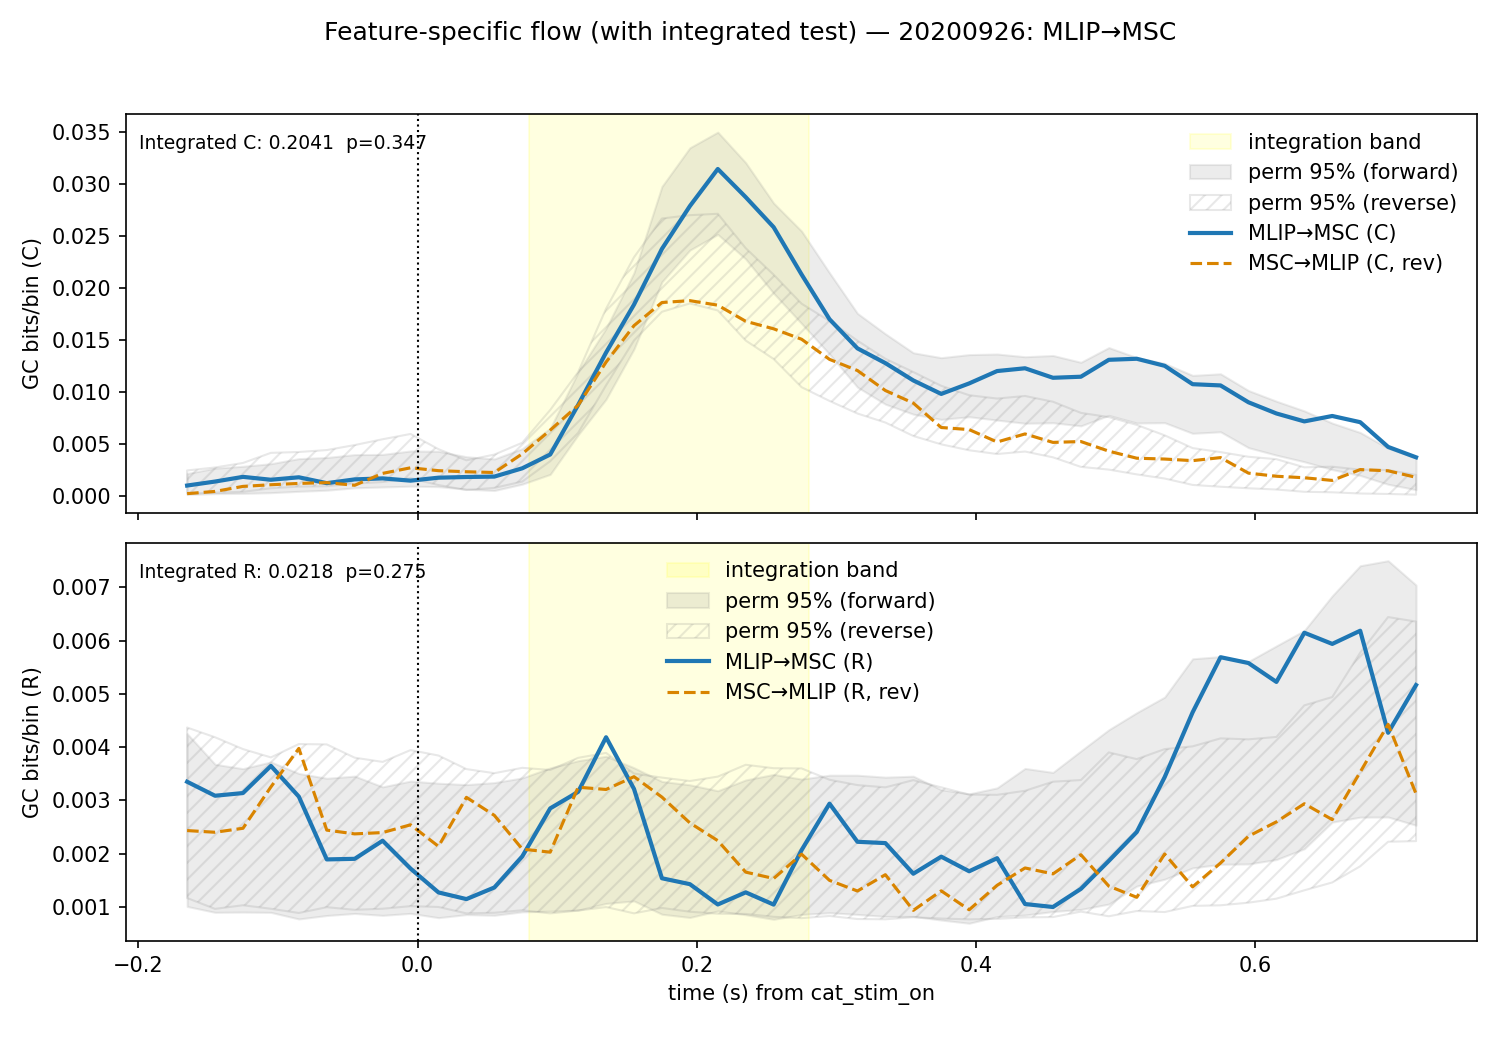 Feature-specific flow (with integrated test) — 20200926: MLIP→MSC
Integrated C: 0.2041  p=0.347
integration band
perm 95% (forward)
perm 95% (reverse)
MLIP→MSC (C)
MSC→MLIP (C, rev)
GC bits/bin (C)
0.035
0.030
0.025
0.020
0.015
0.010
0.005
0.000
Integrated R: 0.0218  p=0.275
integration band
perm 95% (forward)
perm 95% (reverse)
MLIP→MSC (R)
MSC→MLIP (R, rev)
GC bits/bin (R)
0.007
0.006
0.005
0.004
0.003
0.002
0.001
−0.2
0.0
0.2
0.4
0.6
time (s) from cat_stim_on